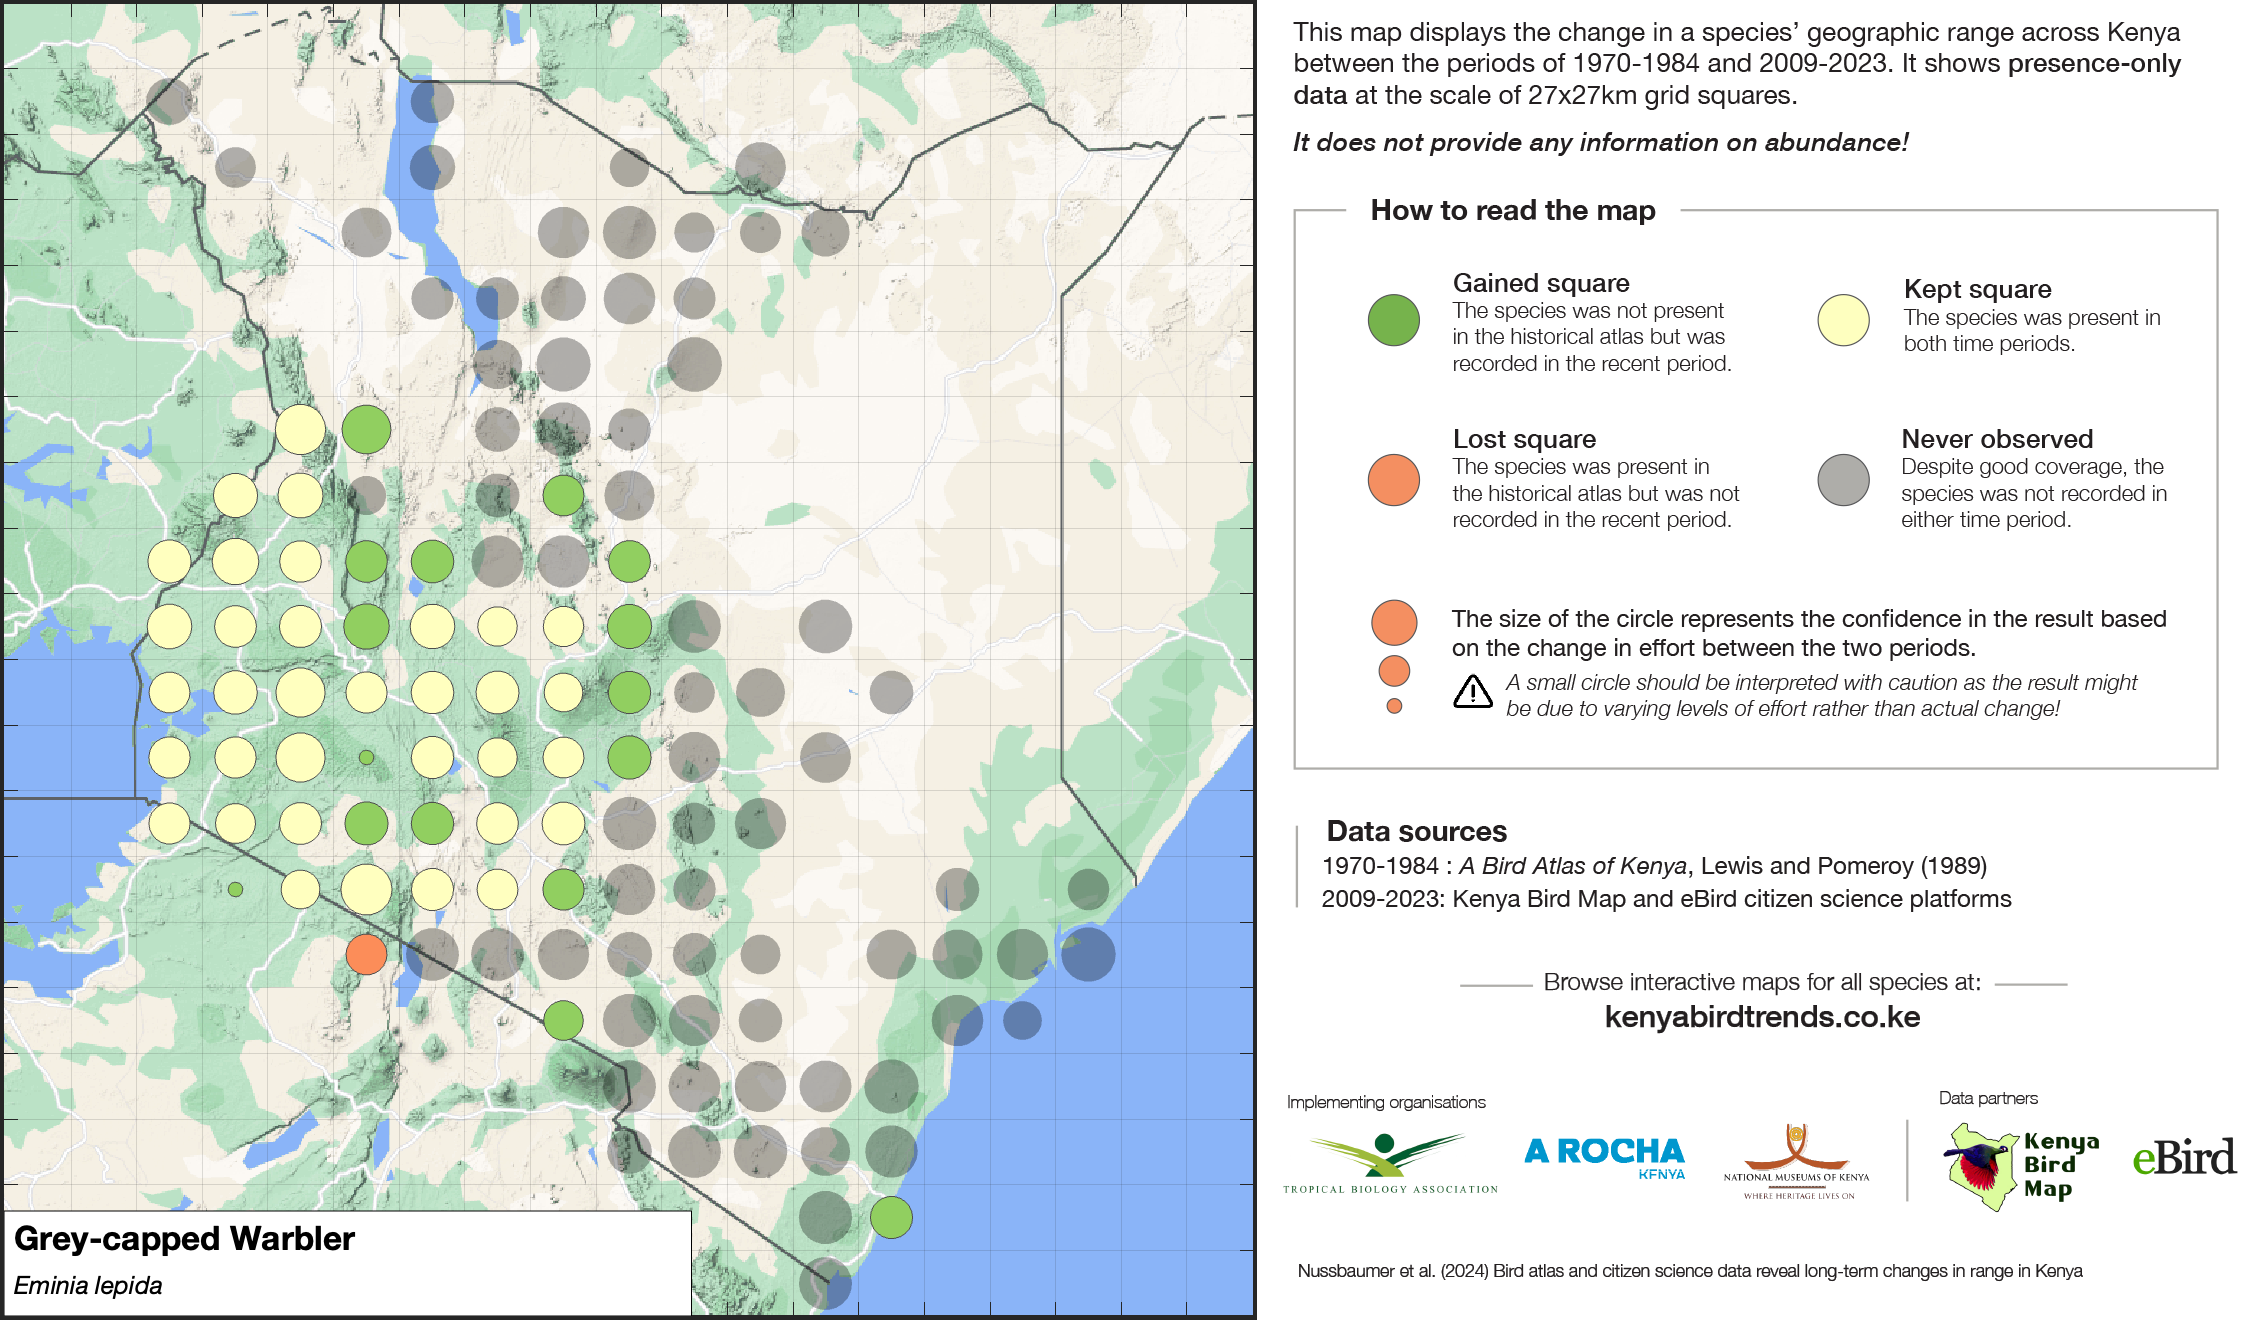 This map displays the change in a species’ geographic range across Kenya
between the periods of 1970-1984 and 2009-2023. It shows presence-only
data at the scale of 27x27km grid squares.
It does not provide any information on abundance!
How to read the map
Gained square
The species was not present
in the historical atlas but was
recorded in the recent period.
Kept square
The species was present in
both time periods.
Lost square
The species was present in
the historical atlas but was not
recorded in the recent period.
Never observed
Despite good coverage, the
species was not recorded in
either time period.
The size of the circle represents the confidence in the result based
on the change in effort between the two periods.
A small circle should be interpreted with caution as the result might
be due to varying levels of effort rather than actual change!
Data sources
1970-1984 : A Bird Atlas of Kenya, Lewis and Pomeroy (1989)
2009-2023: Kenya Bird Map and eBird citizen science platforms
Browse interactive maps for all species at:
kenyabirdtrends.co.ke
Implementing organisations
Data partners
TROPICAL BIOLOGY ASSOCIATION
A ROCHA
KENYA
NATIONAL MUSEUMS OF KENYA
WHERE HERITAGE LIVES ON
Kenya
Bird
Map
eBird
Grey-capped Warbler
Eminia lepida
Nussbaumer et al. (2024) Bird atlas and citizen science data reveal long-term changes in range in Kenya